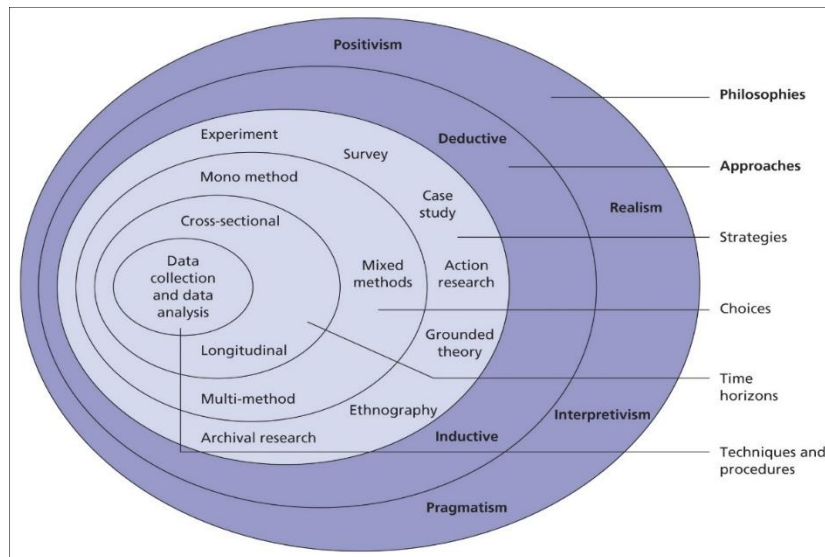 Positivism
Philosophies
Experiment
Deductive
Survey
Approaches
Mono method
Case
study
Realism
Cross-sectional
Strategies
Data
collection
and data
analysis
Mixed
methods
Action
research
Choices
Grounded
theory
Longitudinal
Time
horizons
Multi-method
Ethnography
Interpretivism
Archival research
Inductive
Techniques and
procedures
Pragmatism